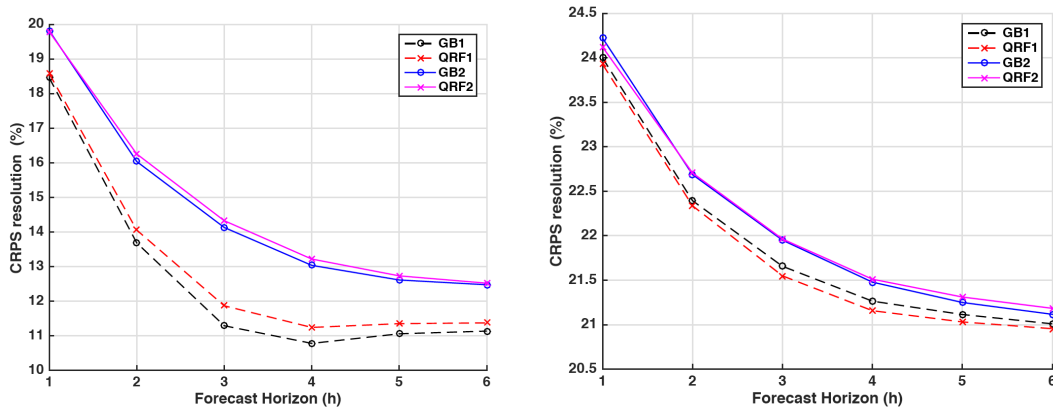 20
19
18
17
16
15
14
13
12
11
10
CRPS resolution (%)
1 2 3 4 5 6
Forecast Horizon (h)
GB1
QRF1
GB2
QRF2
24.5
24
23.5
23
22.5
22
21.5
21
20.5
CRPS resolution (%)
1 2 3 4 5 6
Forecast Horizon (h)
GB1
QRF1
GB2
QRF2